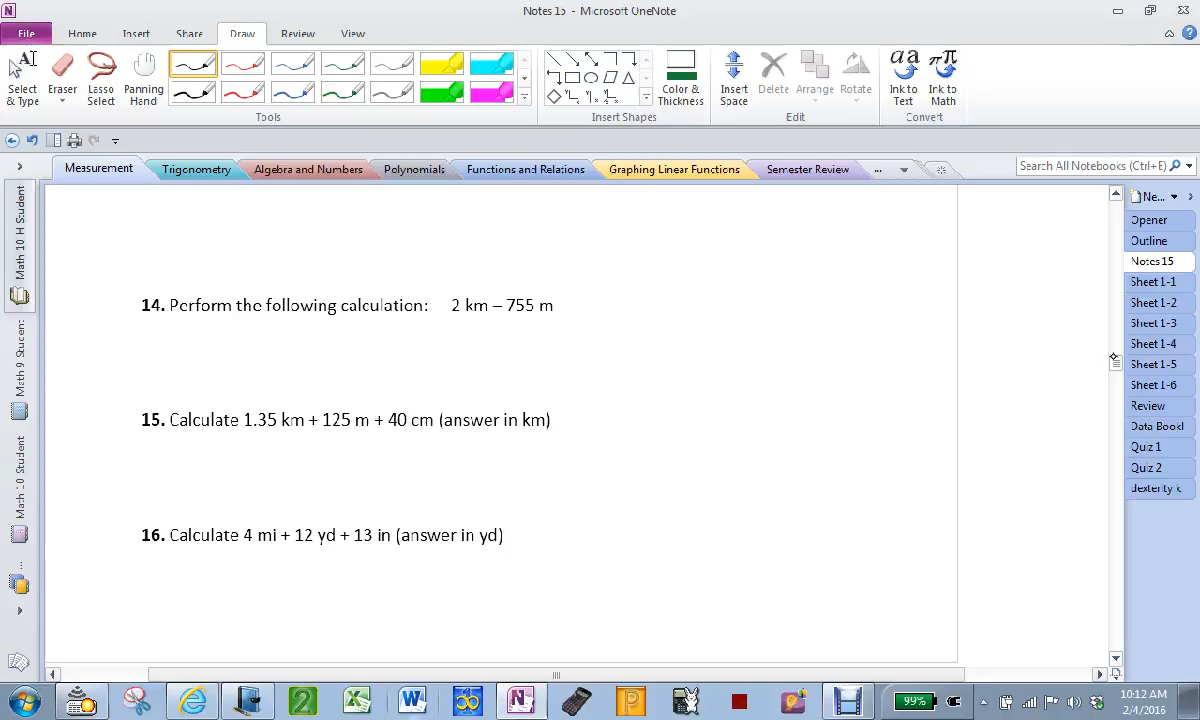 Notes 15 - Microsoft OneNote
File Home Insert Share Draw Review View
Select & Type
Eraser
Lasso Select
Panning Hand
Tools
Insert Shapes
Color & Thickness
Insert Space
Delete Arrange Rotate
Edit
Ink to Text
Ink to Math
Convert
Measurement Trigonometry Algebra and Numbers Polynomials Functions and Relations Graphing Linear Functions Semester Review ...
Search All Notebooks (Ctrl+E)
Math 10 H Student
Math 9 Student
Math 10 Student
14. Perform the following calculation: 2 km – 755 m
15. Calculate 1.35 km + 125 m + 40 cm (answer in km)
16. Calculate 4 mi + 12 yd + 13 in (answer in yd)
Ne...
Opener
Outline
Notes 15
Sheet 1-1
Sheet 1-2
Sheet 1-3
Sheet 1-4
Sheet 1-5
Sheet 1-6
Review
Data Bookl
Quiz 1
Quiz 2
dexterity k
99%
10:12 AM
2/4/2016